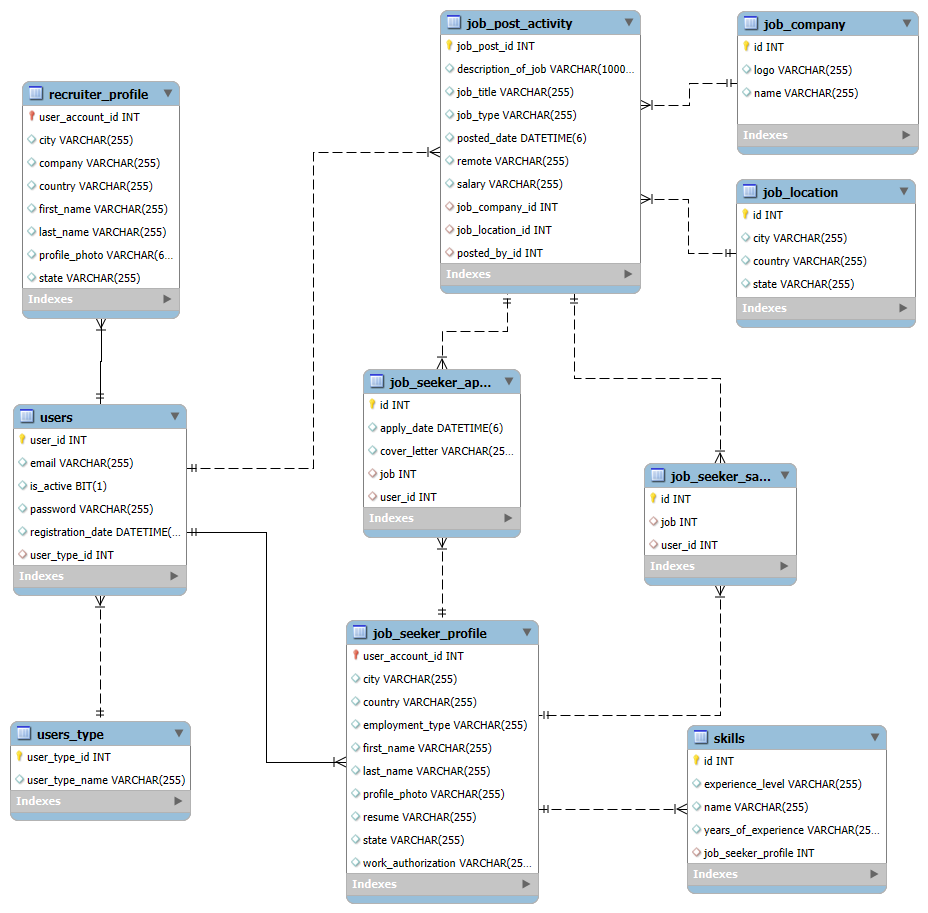 recruiter_profile
user_account_id INT
city VARCHAR(255)
company VARCHAR(255)
country VARCHAR(255)
first_name VARCHAR(255)
last_name VARCHAR(255)
profile_photo VARCHAR(6...
state VARCHAR(255)
Indexes
job_post_activity
job_post_id INT
description_of_job VARCHAR(1000...
job_title VARCHAR(255)
job_type VARCHAR(255)
posted_date DATETIME(6)
remote VARCHAR(255)
salary VARCHAR(255)
job_company_id INT
job_location_id INT
posted_by_id INT
Indexes
job_company
id INT
logo VARCHAR(255)
name VARCHAR(255)
Indexes
job_location
id INT
city VARCHAR(255)
country VARCHAR(255)
state VARCHAR(255)
Indexes
users
user_id INT
email VARCHAR(255)
is_active BIT(1)
password VARCHAR(255)
registration_date DATETIME(...
user_type_id INT
Indexes
job_seeker_ap...
id INT
apply_date DATETIME(6)
cover_letter VARCHAR(25...
job INT
user_id INT
Indexes
job_seeker_sa...
id INT
job INT
user_id INT
Indexes
users_type
user_type_id INT
user_type_name VARCHAR(255)
Indexes
job_seeker_profile
user_account_id INT
city VARCHAR(255)
country VARCHAR(255)
employment_type VARCHAR(255)
first_name VARCHAR(255)
last_name VARCHAR(255)
profile_photo VARCHAR(255)
resume VARCHAR(255)
state VARCHAR(255)
work_authorization VARCHAR(25...
Indexes
skills
id INT
experience_level VARCHAR(255)
name VARCHAR(255)
years_of_experience VARCHAR(25...
job_seeker_profile INT
Indexes